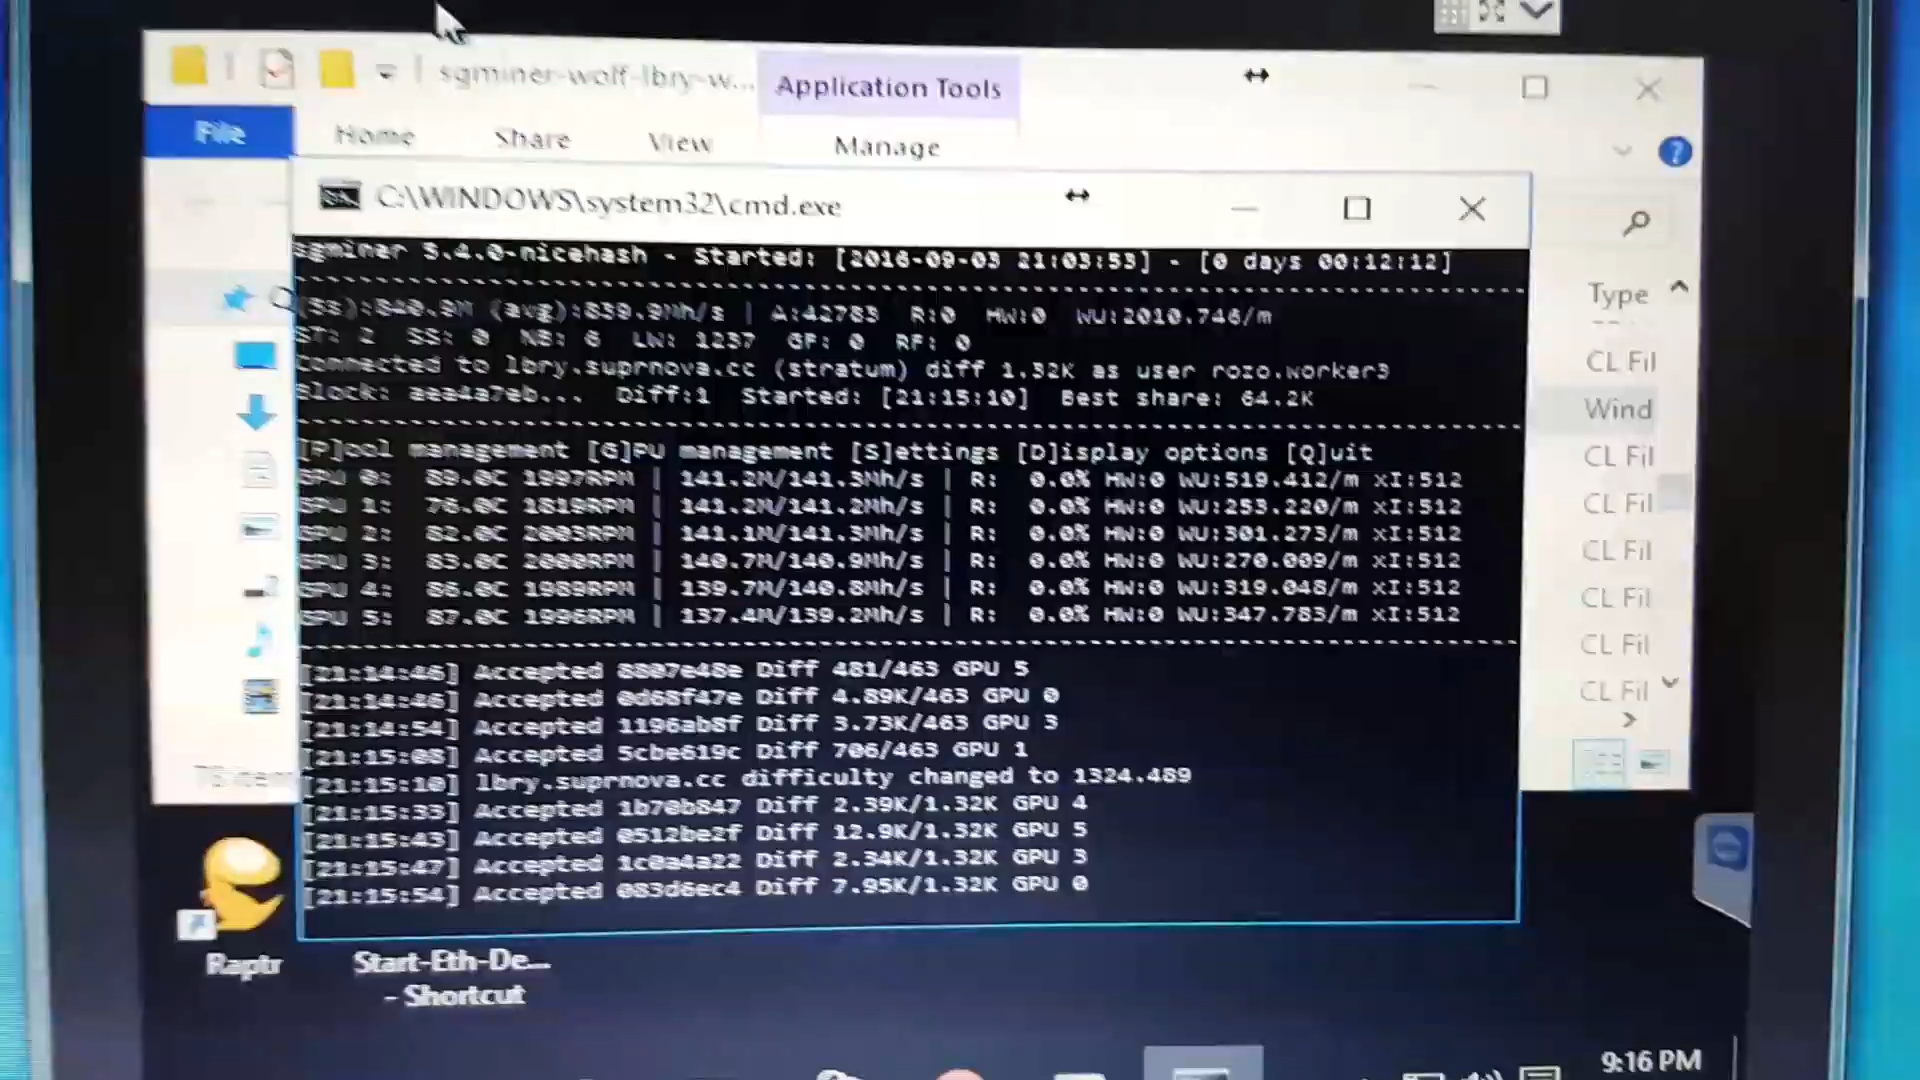 sgminer-wolf-lbry-w...
Application Tools
File
Home
Share
View
Manage
C:\WINDOWS\system32\cmd.exe
sgminer 5.4.0-nicehash - Started: [2016-09-03 21:03:53] - [0 days 00:12:12]
(5s):840.8M (avg):839.9Mh/s | A:42783 R:0 HW:0 WU:2010.746/m
ST: 2 SS: 0 NB: 6 LW: 1237 GF: 0 RF: 0
Connected to lbry.suprnova.cc (stratum) diff 1.32K as user rozo.worker3
Block: aea4a7eb... Diff:1 Started: [21:15:10] Best share: 64.2K
[P]ool management [G]PU management [S]ettings [D]isplay options [Q]uit
GPU 0: 89.0C 1997RPM | 141.2M/141.3Mh/s | R: 0.0% HW:0 WU:519.412/m xI:512
GPU 1: 76.0C 1819RPM | 141.2M/141.2Mh/s | R: 0.0% HW:0 WU:253.220/m xI:512
GPU 2: 82.0C 2003RPM | 141.1M/141.3Mh/s | R: 0.0% HW:0 WU:301.273/m xI:512
GPU 3: 83.0C 2000RPM | 140.7M/140.9Mh/s | R: 0.0% HW:0 WU:270.009/m xI:512
GPU 4: 86.0C 1989RPM | 139.7M/140.8Mh/s | R: 0.0% HW:0 WU:319.048/m xI:512
GPU 5: 87.0C 1996RPM | 137.4M/139.2Mh/s | R: 0.0% HW:0 WU:347.783/m xI:512
[21:14:46] Accepted 8807e48e Diff 481/463 GPU 5
[21:14:46] Accepted 0d68f47e Diff 4.89K/463 GPU 0
[21:14:54] Accepted 1196ab8f Diff 3.73K/463 GPU 3
[21:15:08] Accepted 5cbe619c Diff 706/463 GPU 1
[21:15:10] lbry.suprnova.cc difficulty changed to 1324.489
[21:15:33] Accepted 1b70b847 Diff 2.39K/1.32K GPU 4
[21:15:43] Accepted 0512be2f Diff 12.9K/1.32K GPU 5
[21:15:47] Accepted 1c0a4a22 Diff 2.34K/1.32K GPU 3
[21:15:54] Accepted 083d6ec4 Diff 7.95K/1.32K GPU 0
Type
CL Fil
Wind
CL Fil
CL Fil
CL Fil
CL Fil
CL Fil
CL Fil
Raptr
Start-Eth-De...
- Shortcut
9:16 PM